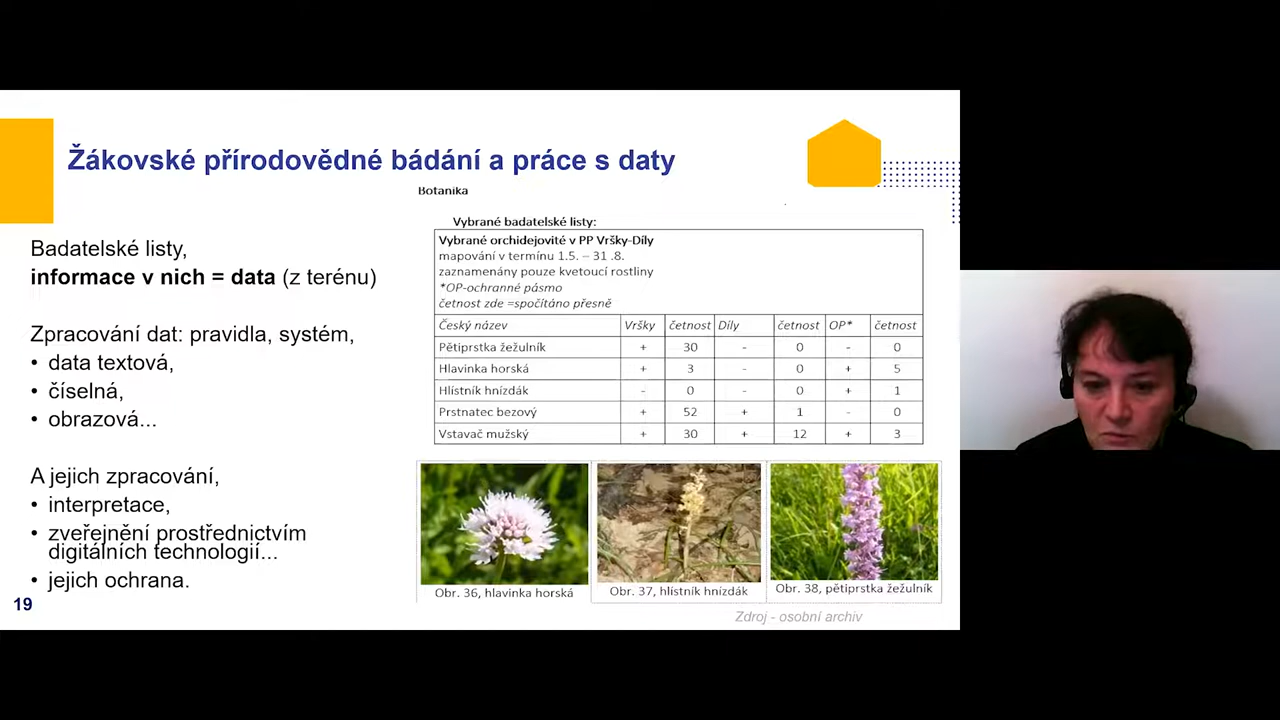 Žákovské přírodovědné bádání a práce s daty
Botanika
Badatelské listy,
informace v nich = data (z terénu)
Zpracování dat: pravidla, systém,
• data textová,
• číselná,
• obrazová...
A jejich zpracování,
• interpretace,
• zveřejnění prostřednictvím
digitálních technologií...
• jejich ochrana.
19
Vybrané badatelské listy:
Vybrané orchidejovité v PP Vršky-Díly
mapování v termínu 1.5. – 31 .8.
zaznamenány pouze kvetoucí rostliny
*OP-ochranné pásmo
četnost zde =spočítáno přesně
Český název Vršky četnost Díly četnost OP* četnost
Pětiprstka žežulník + 30 - 0 - 0
Hlavinka horská + 3 - 0 + 5
Hlístník hnízdák - 0 - 0 + 1
Prstnatec bezový + 52 + 1 - 0
Vstavač mužský + 30 + 12 + 3
Obr. 36, hlavinka horská
Obr. 37, hlístník hnízdák
Obr. 38, pětiprstka žežulník
Zdroj - osobní archiv